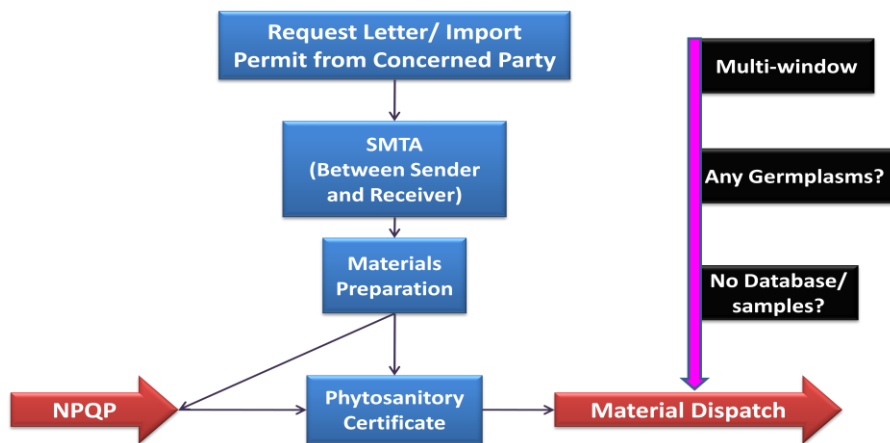 Request Letter/ Import
Permit from Concerned Party
SMTA
(Between Sender
and Receiver)
Materials
Preparation
NPQP
Phytosanitory
Certificate
Material Dispatch
Multi-window
Any Germplasms?
No Database/
samples?